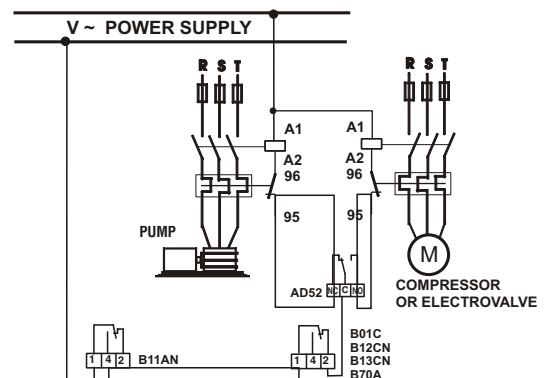 V ~ POWER SUPPLY
R S T
R S T
A1
A1
A2
A2
96
96
95
95
PUMP
M
COMPRESSOR
OR ELECTROVALVE
AD52 NC C NO
B01C
B12CN
B13CN
B70A
1 4 2 B11AN
1 4 2